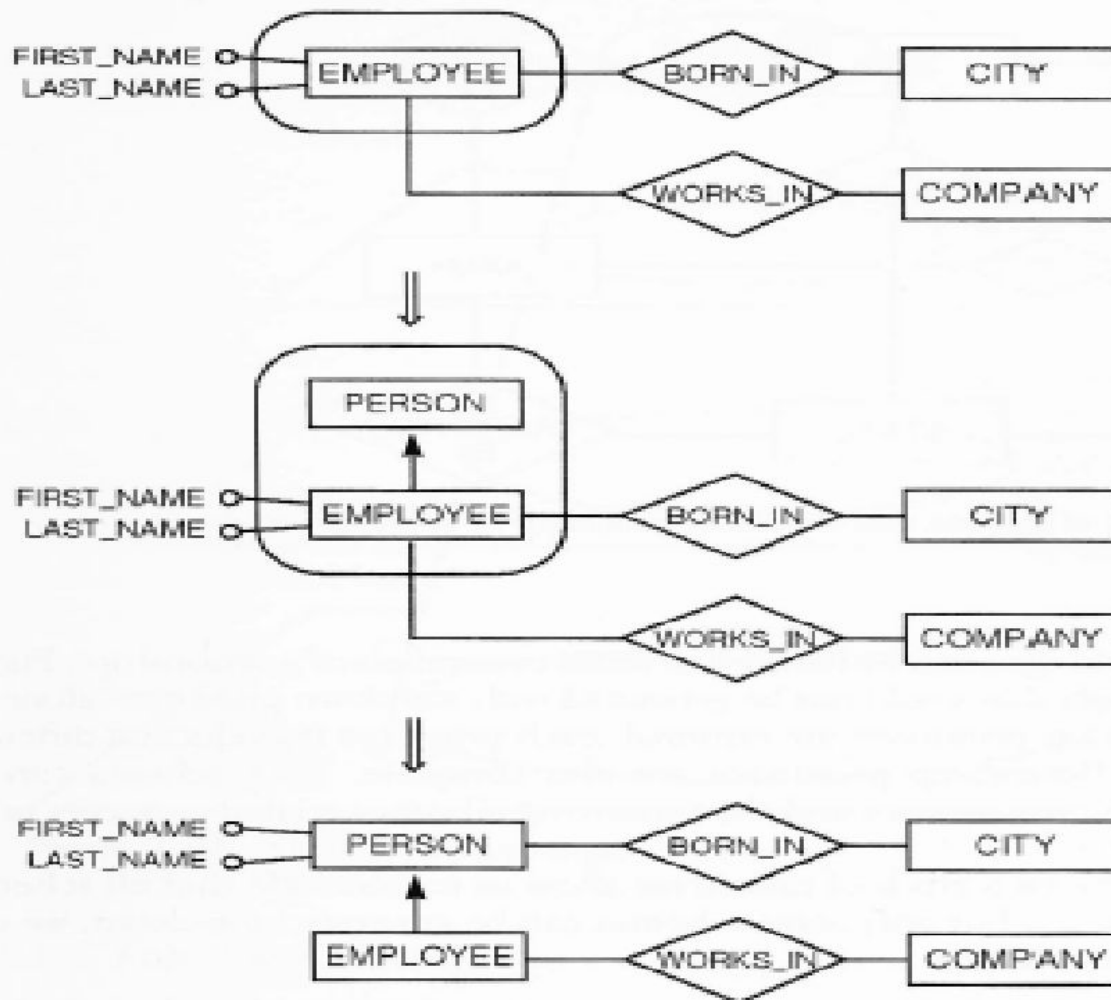 FIRST_NAME
LAST_NAME
EMPLOYEE
BORN_IN
CITY
WORKS_IN
COMPANY
PERSON
FIRST_NAME
LAST_NAME
EMPLOYEE
BORN_IN
CITY
WORKS_IN
COMPANY
FIRST_NAME
LAST_NAME
PERSON
BORN_IN
CITY
EMPLOYEE
WORKS_IN
COMPANY